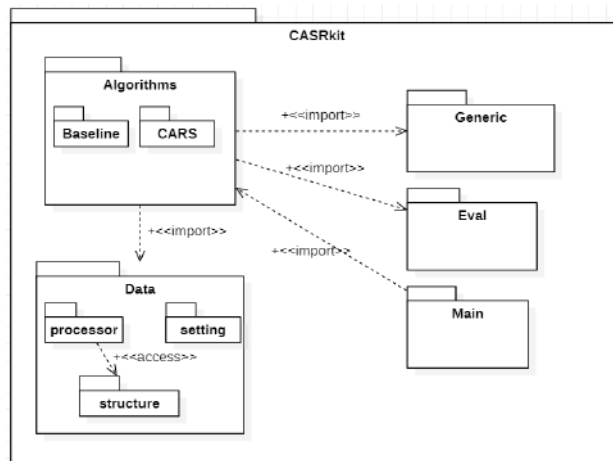 CASRkit
Algorithms
Baseline
CARS
+<<import>>
Generic
+<<import>>
Eval
+<<import>>
+<<import>>
Main
Data
processor
setting
+<<access>>
structure